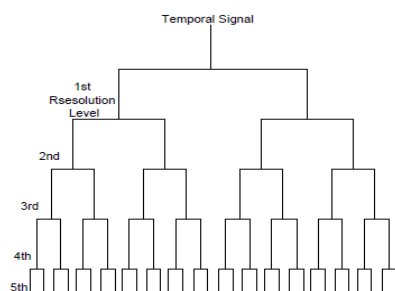 Temporal Signal
1st
Rsesolution
Level
2nd
3rd
4th
5th